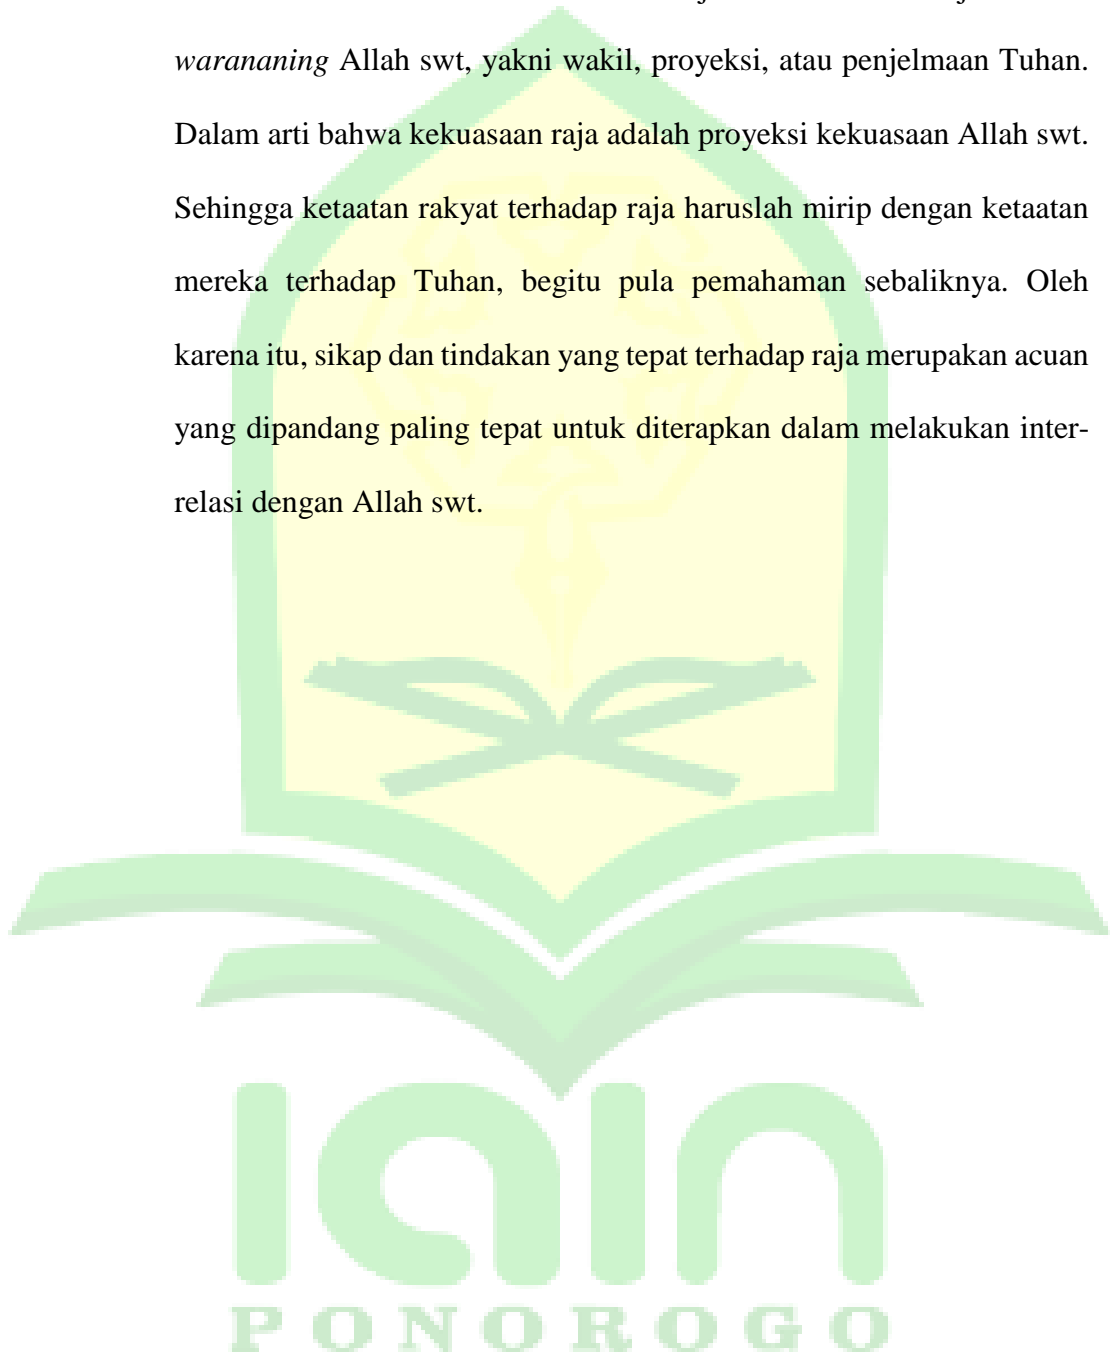 warananing Allah swt, yakni wakil, proyeksi, atau penjelmaan Tuhan.
Dalam arti bahwa kekuasaan raja adalah proyeksi kekuasaan Allah swt.
Sehingga ketaatan rakyat terhadap raja haruslah mirip dengan ketaatan
mereka terhadap Tuhan, begitu pula pemahaman sebaliknya. Oleh
karena itu, sikap dan tindakan yang tepat terhadap raja merupakan acuan
yang dipandang paling tepat untuk diterapkan dalam melakukan inter-
relasi dengan Allah swt.
iain
PONOROGO